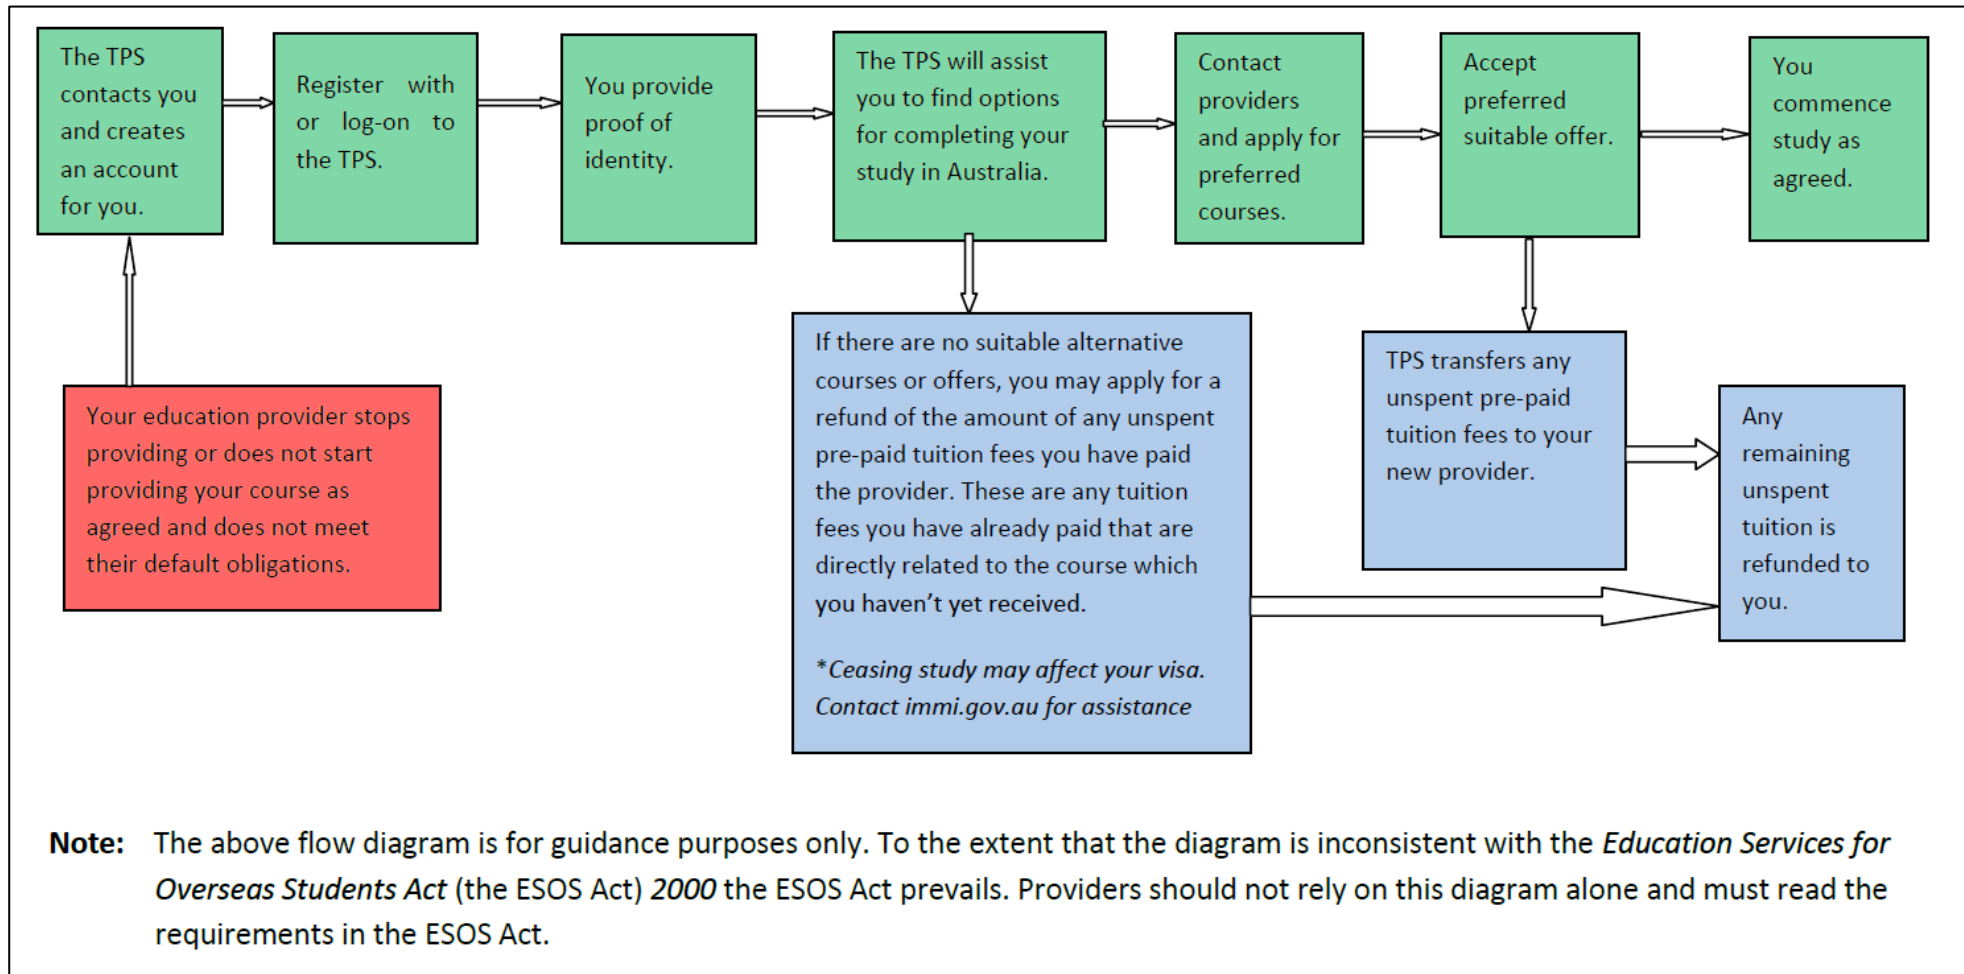 The TPS
contacts you
and creates
an account
for you.
Register with
or log-on to
the TPS.
You provide
proof of
identity.
The TPS will assist
you to find options
for completing your
study in Australia.
Contact
providers
and apply for
preferred
courses.
Accept
preferred
suitable offer.
You
commence
study as
agreed.
Your education provider stops
providing or does not start
providing your course as
agreed and does not meet
their default obligations.
If there are no suitable alternative
courses or offers, you may apply for a
refund of the amount of any unspent
pre-paid tuition fees you have paid
the provider. These are any tuition
fees you have already paid that are
directly related to the course which
you haven’t yet received.
*Ceasing study may affect your visa.
Contact immi.gov.au for assistance
TPS transfers any
unspent pre-paid
tuition fees to your
new provider.
Any
remaining
unspent
tuition is
refunded to
you.
Note: The above flow diagram is for guidance purposes only. To the extent that the diagram is inconsistent with the Education Services for
Overseas Students Act (the ESOS Act) 2000 the ESOS Act prevails. Providers should not rely on this diagram alone and must read the
requirements in the ESOS Act.